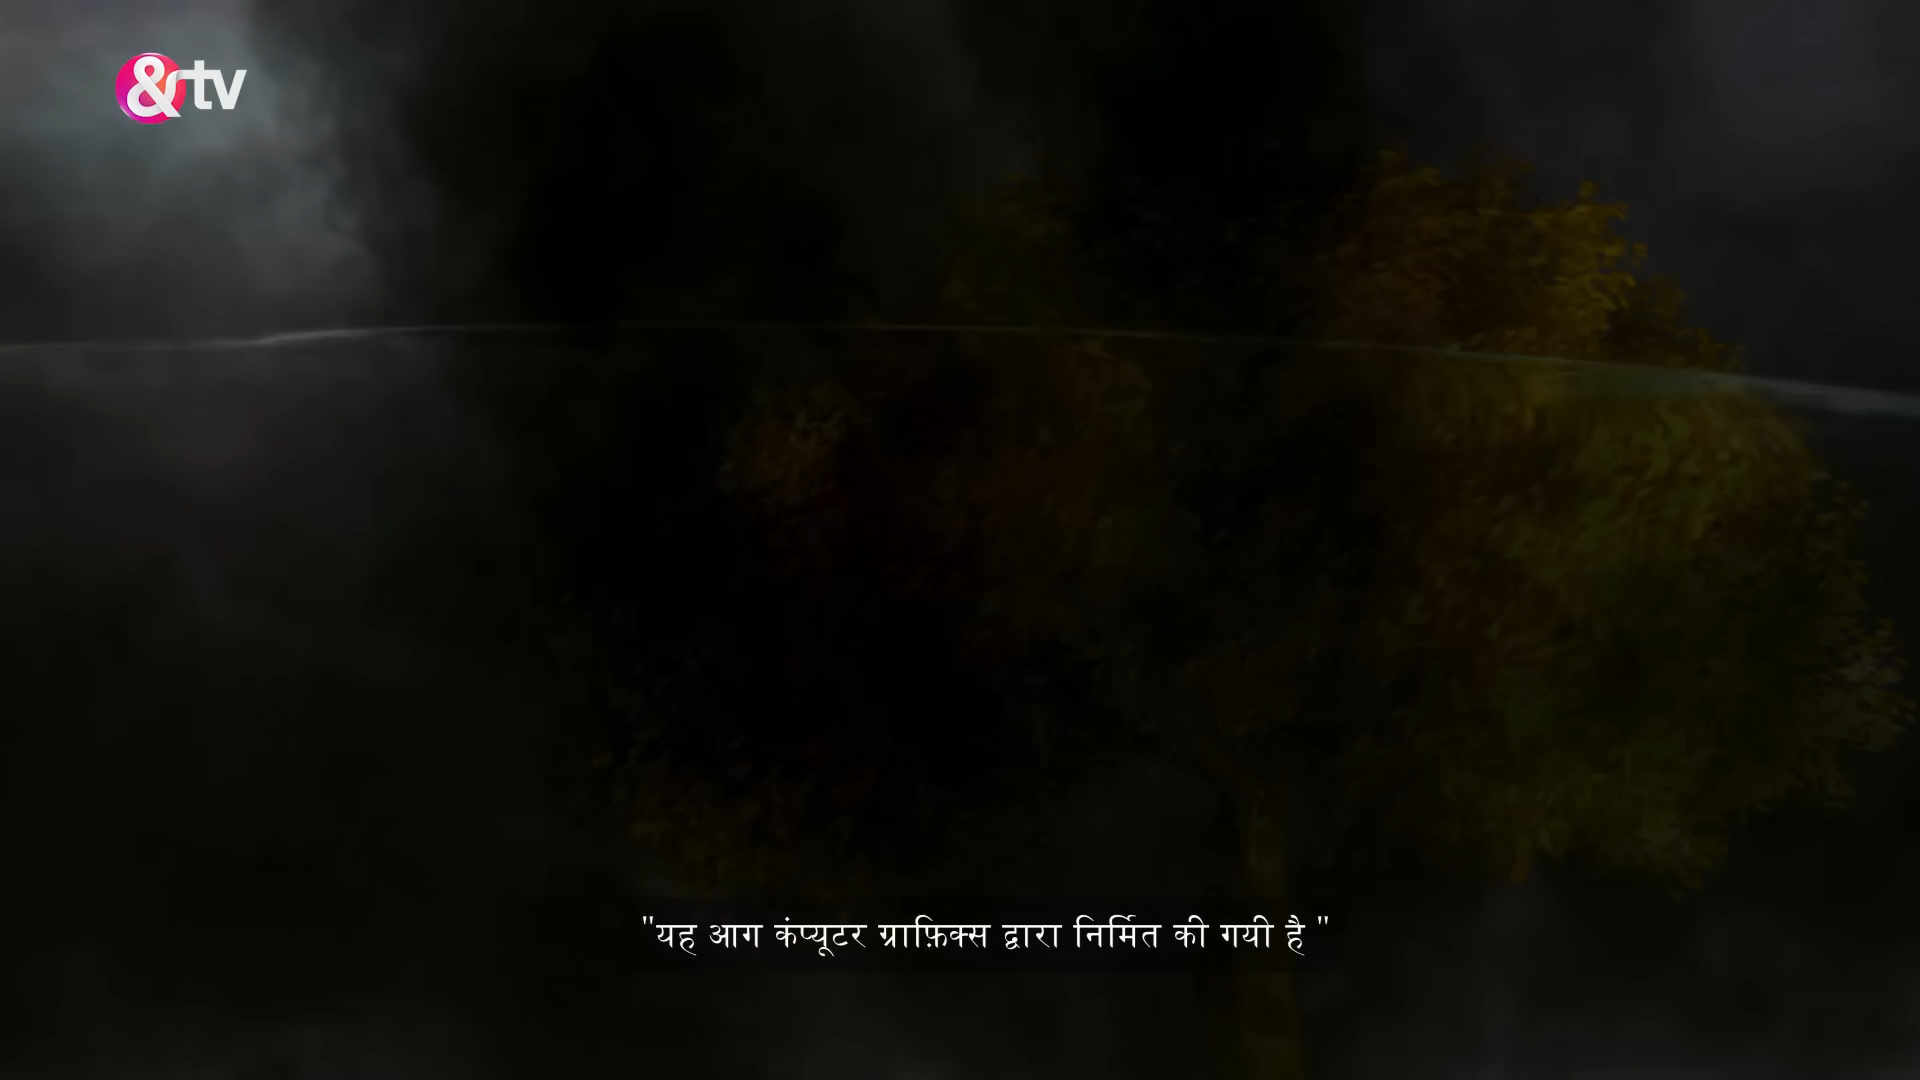 &tv
"यह आग कंप्यूटर ग्राफ़िक्स द्वारा निर्मित की गयी है "